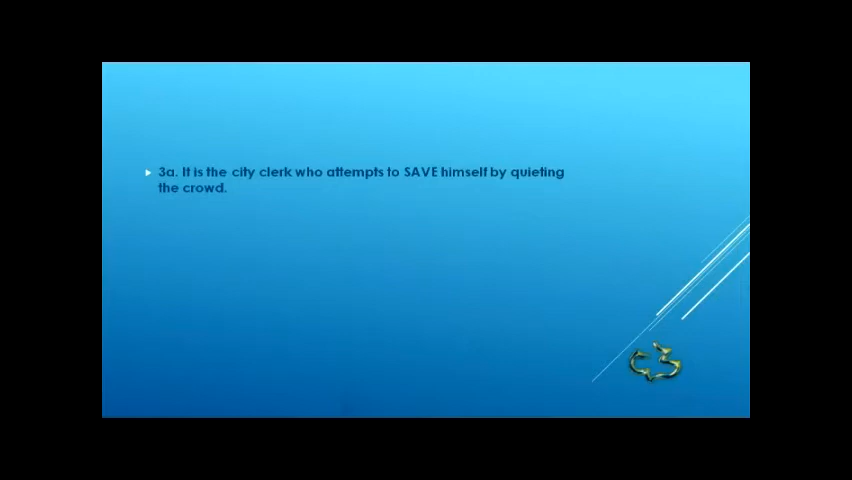 3a. It is the city clerk who attempts to SAVE himself by quieting
the crowd.